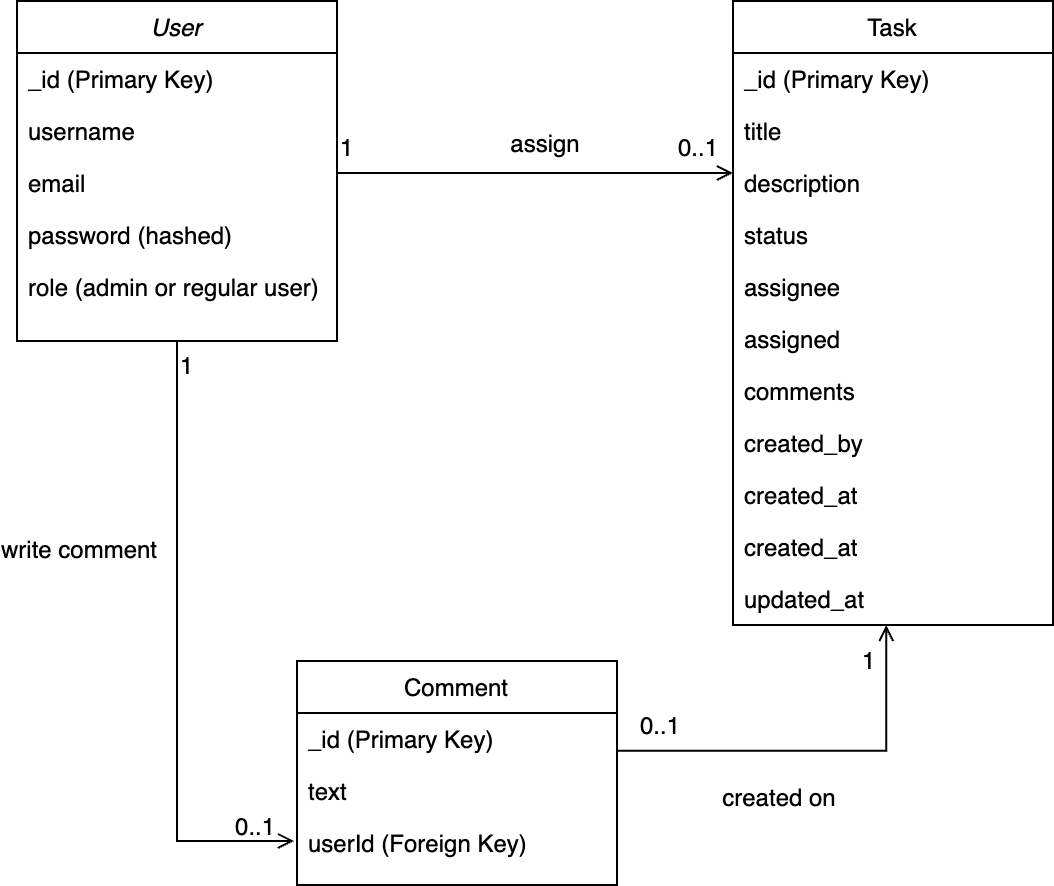 User
_id (Primary Key)
username
email
password (hashed)
role (admin or regular user)
1
assign
0..1
Task
_id (Primary Key)
title
description
status
assignee
assigned
comments
created_by
created_at
created_at
updated_at
1
write comment
0..1
Comment
_id (Primary Key)
text
userId (Foreign Key)
0..1
created on
1